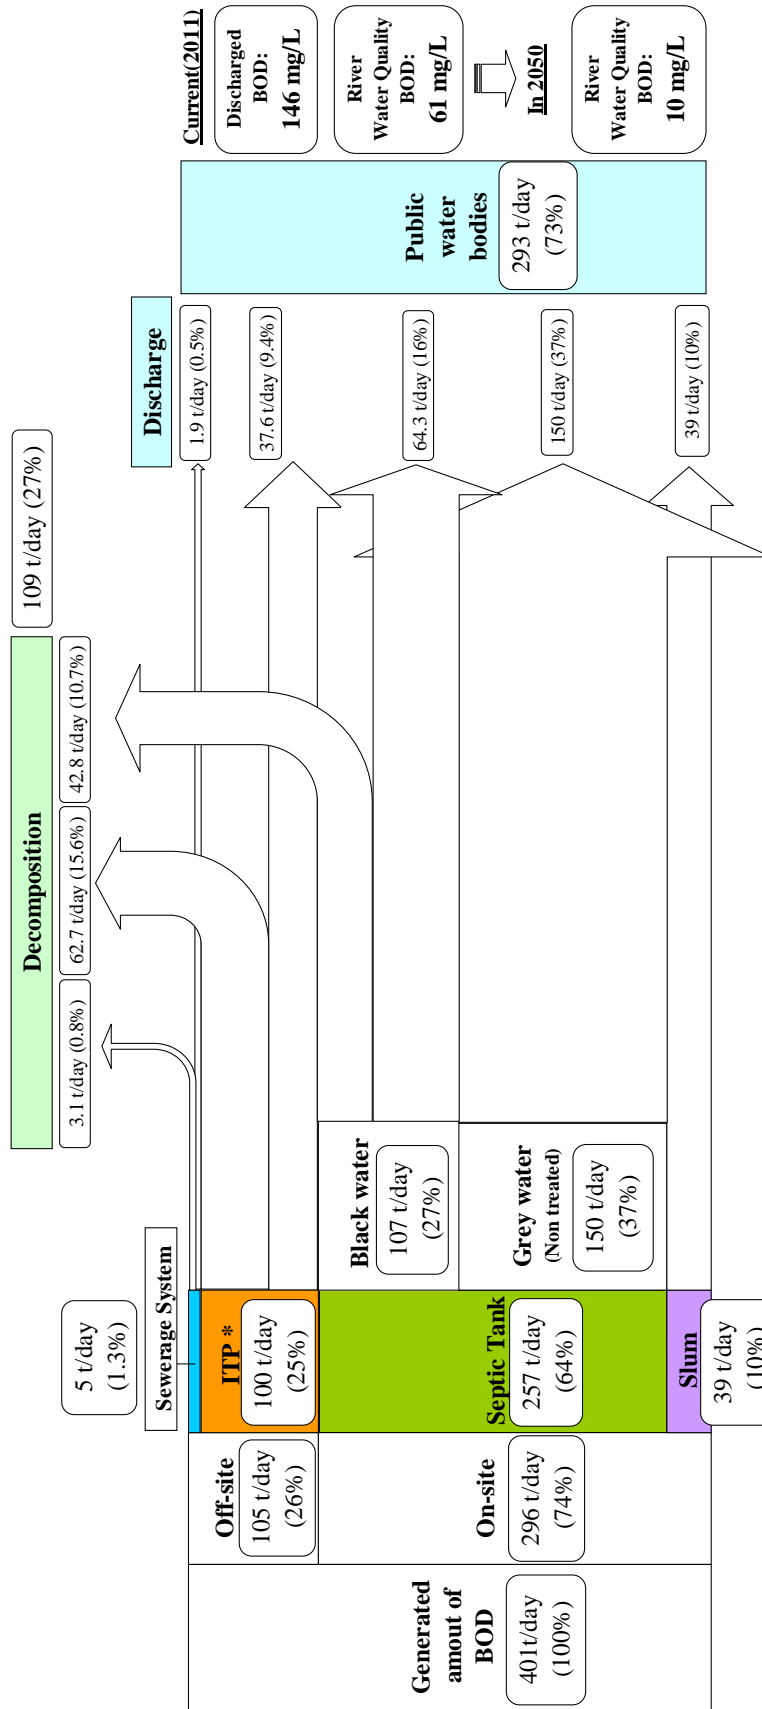 Decomposition
109 t/day (27%)
3.1 t/day (0.8%)
62.7 t/day (15.6%)
42.8 t/day (10.7%)
Discharge
Current(2011)
5 t/day
(1.3%)
Sewerage System
Generated
amout of
BOD
401t/day
(100%)
Off-site
105 t/day
(26%)
On-site
296 t/day
(74%)
ITP *
100 t/day
(25%)
Septic Tank
257 t/day
(64%)
Slum
39 t/day
(10%)
Black water
107 t/day
(27%)
Grey water
(Non treated)
150 t/day
(37%)
1.9 t/day (0.5%)
37.6 t/day (9.4%)
64.3 t/day (16%)
150 t/day (37%)
39 t/day (10%)
Public
water
bodies
293 t/day
(73%)
Discharged
BOD:
146 mg/L
River
Water Quality
BOD:
61 mg/L
In 2050
River
Water Quality
BOD:
10 mg/L